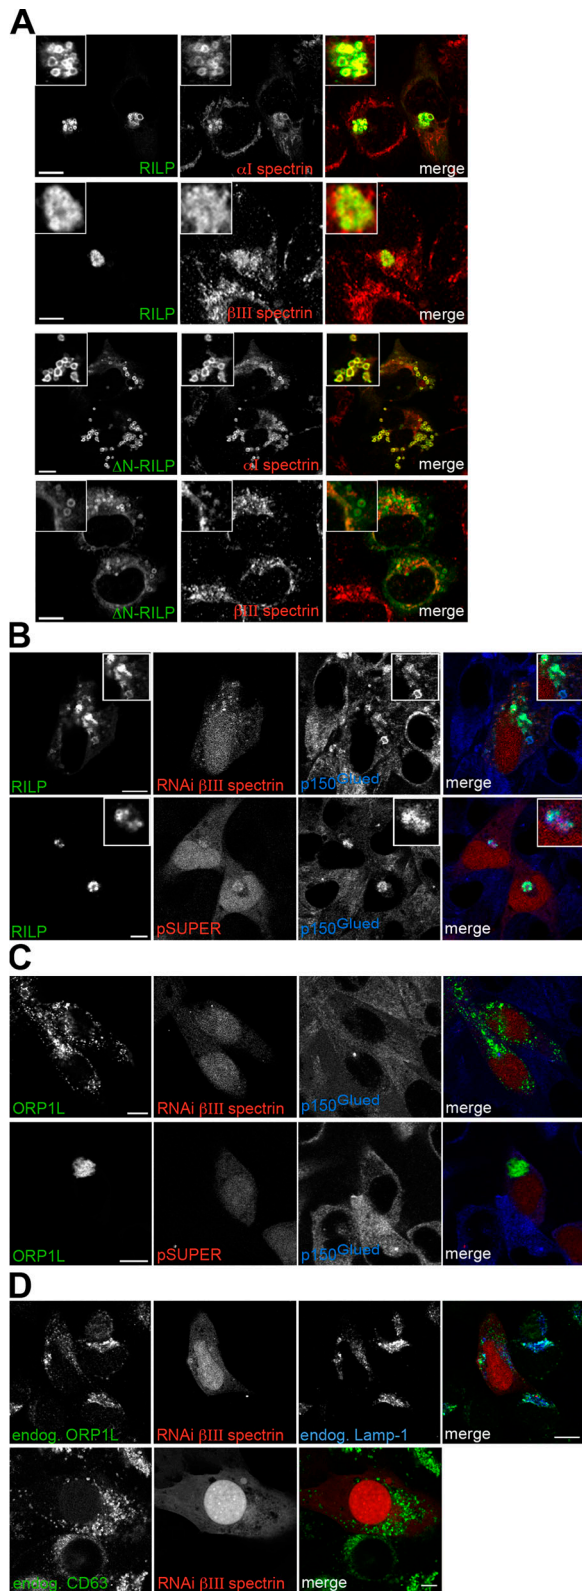 A
RILP αI spectrin merge
RILP βIII spectrin merge
ΔN-RILP αI spectrin merge
ΔN-RILP βIII spectrin merge
B
RILP RNAi βIII spectrin p150Glued merge
RILP pSUPER p150Glued merge
C
ORP1L RNAi βIII spectrin p150Glued merge
ORP1L pSUPER p150Glued merge
D
endog. ORP1L RNAi βIII spectrin endog. Lamp-1 merge
endog. CD63 RNAi βIII spectrin merge